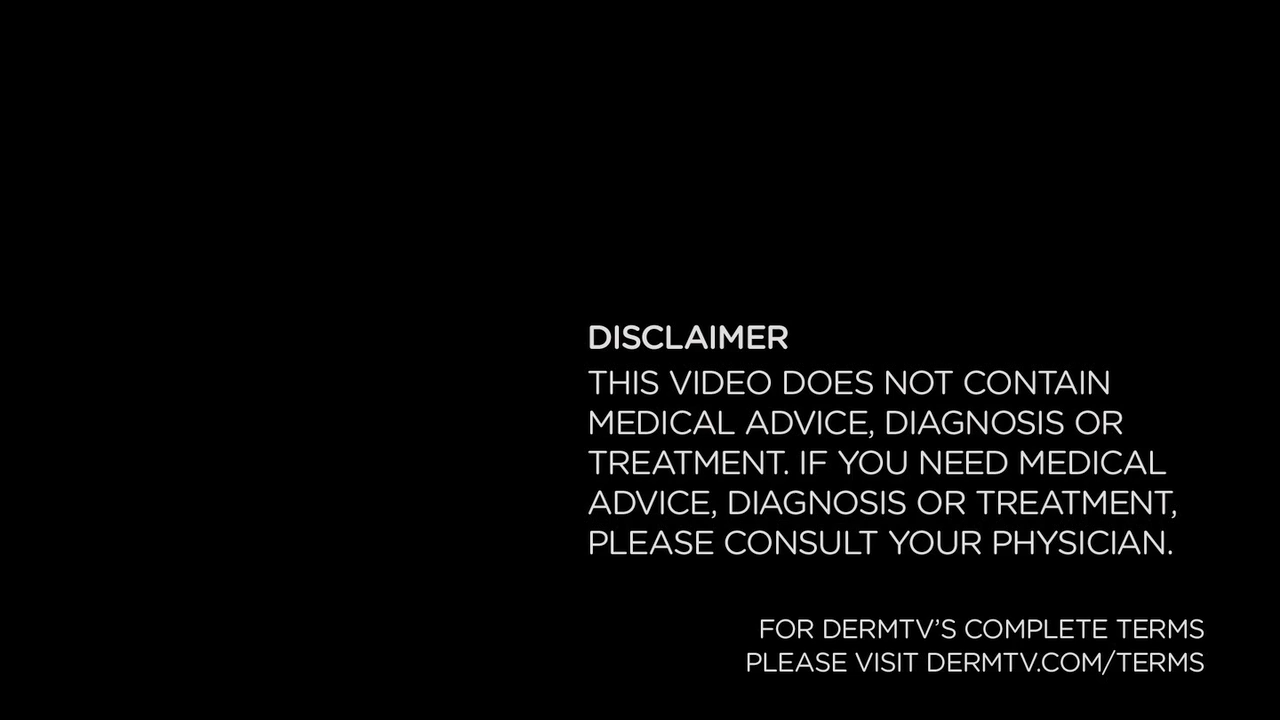 DISCLAIMER
THIS VIDEO DOES NOT CONTAIN
MEDICAL ADVICE, DIAGNOSIS OR
TREATMENT. IF YOU NEED MEDICAL
ADVICE, DIAGNOSIS OR TREATMENT,
PLEASE CONSULT YOUR PHYSICIAN.
FOR DERMTV’S COMPLETE TERMS
PLEASE VISIT DERMTV.COM/TERMS